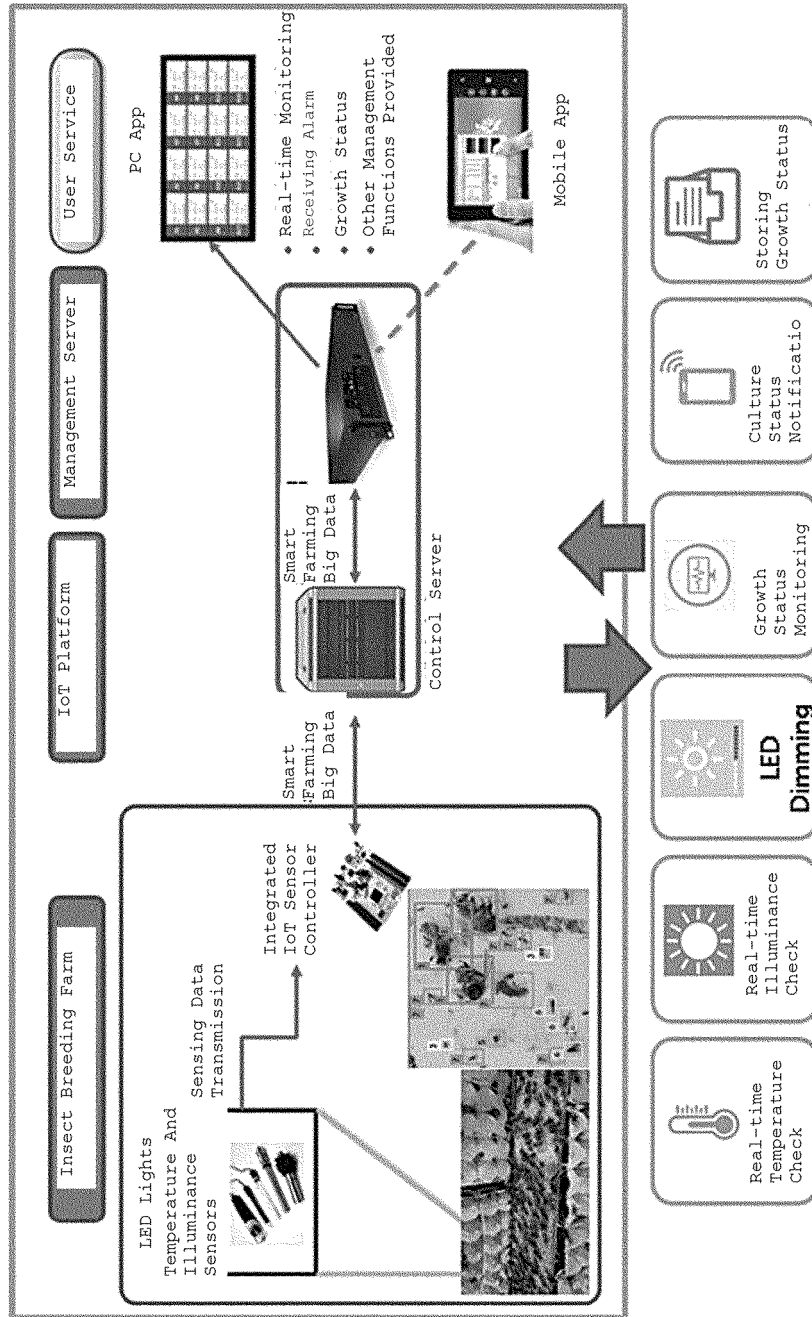 Insect Breeding Farm
IoT Platform
Management Server
User Service
LED Lights
Temperature And
Illuminance
Sensors
Sensing Data
Transmission
Integrated
IoT Sensor
Controller
Smart
Farming
Big Data
Control Server
Smart
Farming
Big Data
PC App
• Real-time Monitoring
• Receiving Alarm
• Growth Status
• Other Management
Functions Provided
Mobile App
Real-time
Temperature
Check
Real-time
Illuminance
Check
LED
Dimming
Growth
Status
Monitoring
Culture
Status
Notificatio
Storing
Growth Status